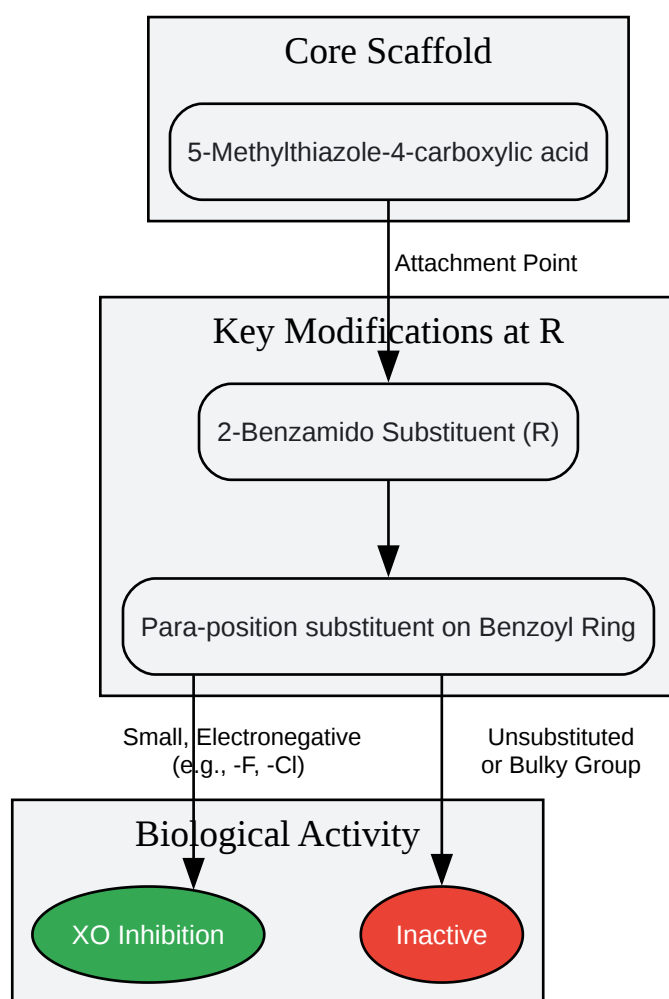 Core Scaffold
5-Methylthiazole-4-carboxylic acid
Attachment Point
Key Modifications at R
2-Benzamido Substituent (R)
Para-position substituent on Benzoyl Ring
Small, Electronegative
(e.g., -F, -Cl)
Unsubstituted
or Bulky Group
Biological Activity
XO Inhibition
Inactive